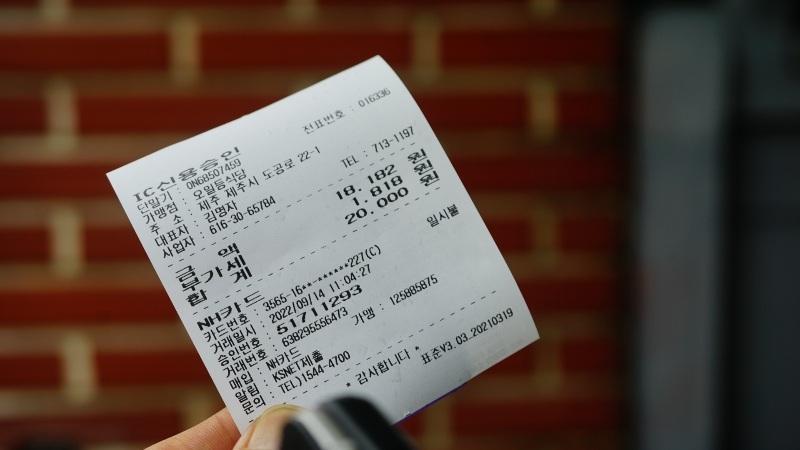 전표번호 : 016336
IC신용승인
단말기 : 0N68507459
가맹점 : 오일등식당
주 소 : 제주 제주시 도공로 22-1
대표자 : 김명자 TEL : 713-1197
사업자 : 616-30-65784
금 액 18,182 원
부가세 1,818 원
합 계 20,000 원
NH카드 일시불
카드번호 : 3565-16**-****-*227(C)
거래일시 : 2022/09/14 11:04:27
승인번호 : 51711293
거래번호 : 638295556473 가맹 : 125885875
매입 : NH카드
알림 : KSNET제출
문의 : TEL)1544-4700
* 감사합니다 * 표준V3.03.20210319